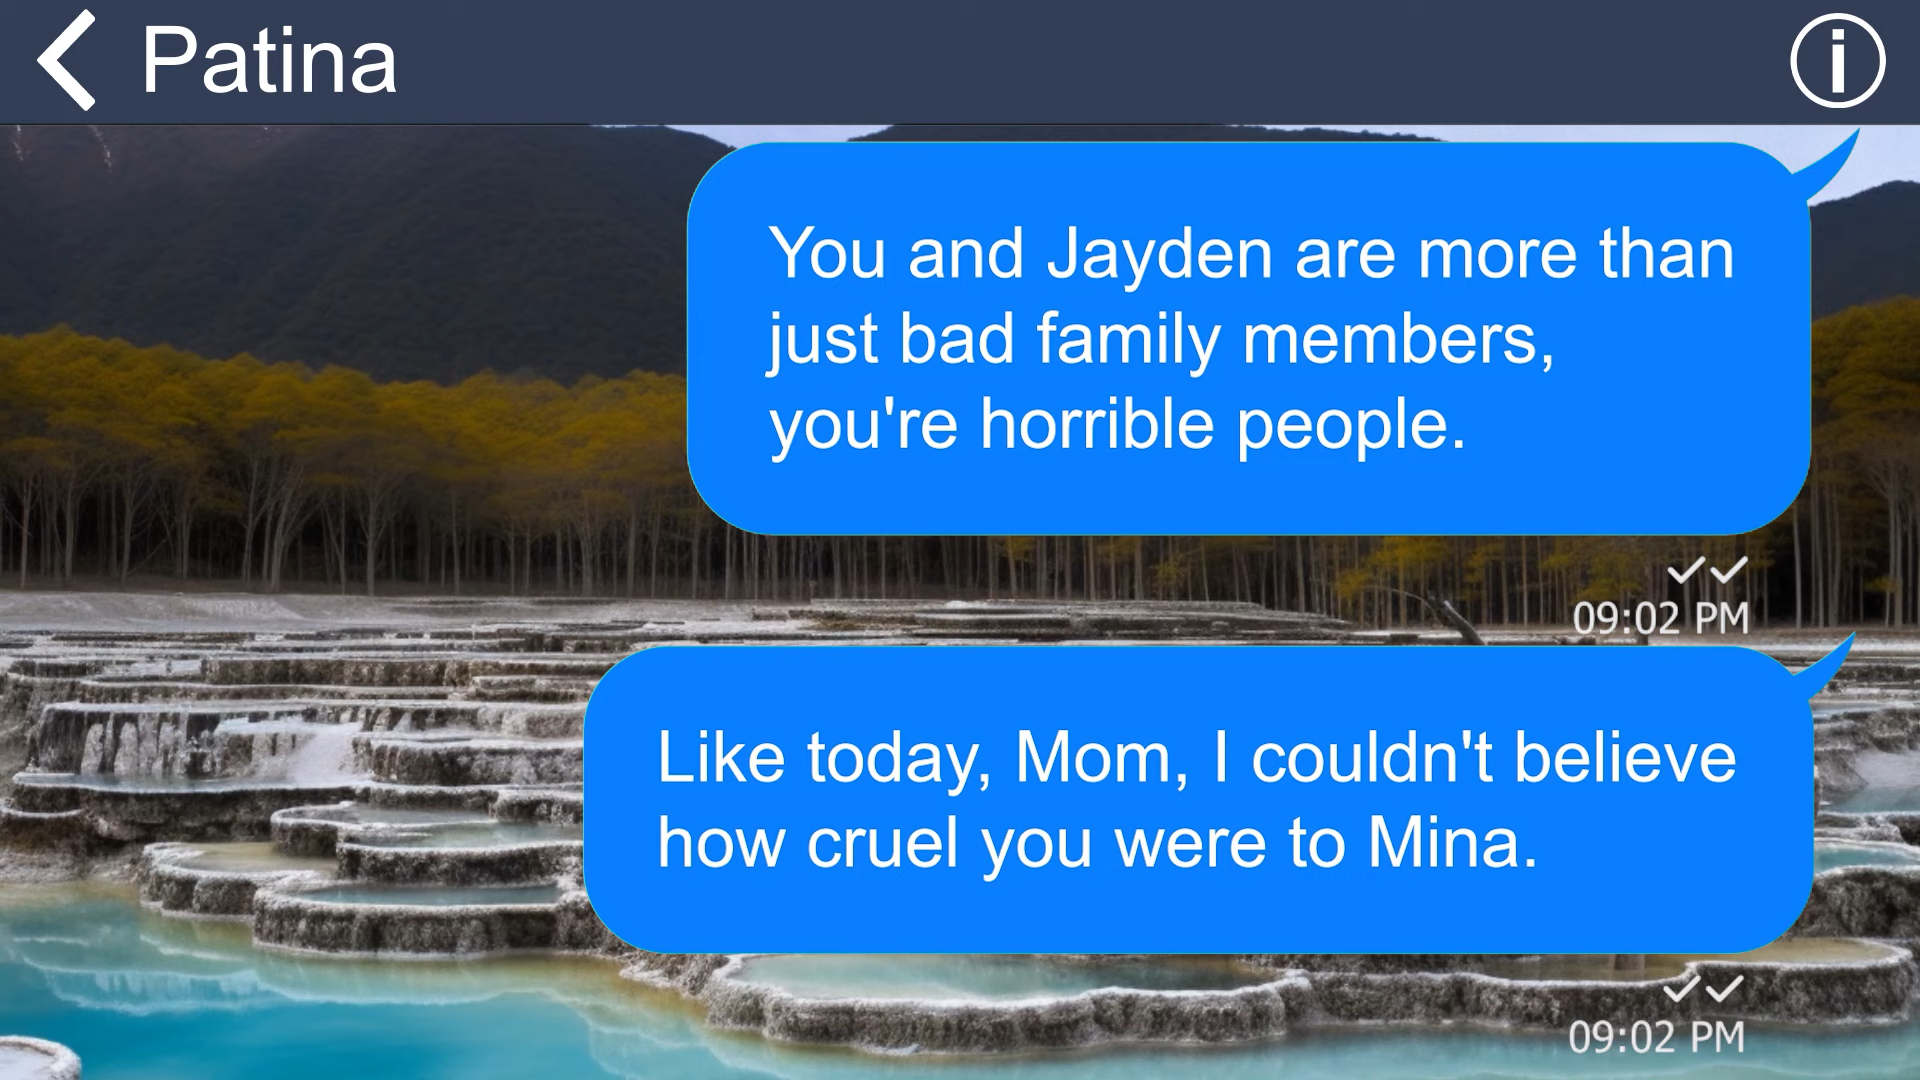 Patina
You and Jayden are more than
just bad family members,
you're horrible people.
09:02 PM
Like today, Mom, I couldn't believe
how cruel you were to Mina.
09:02 PM